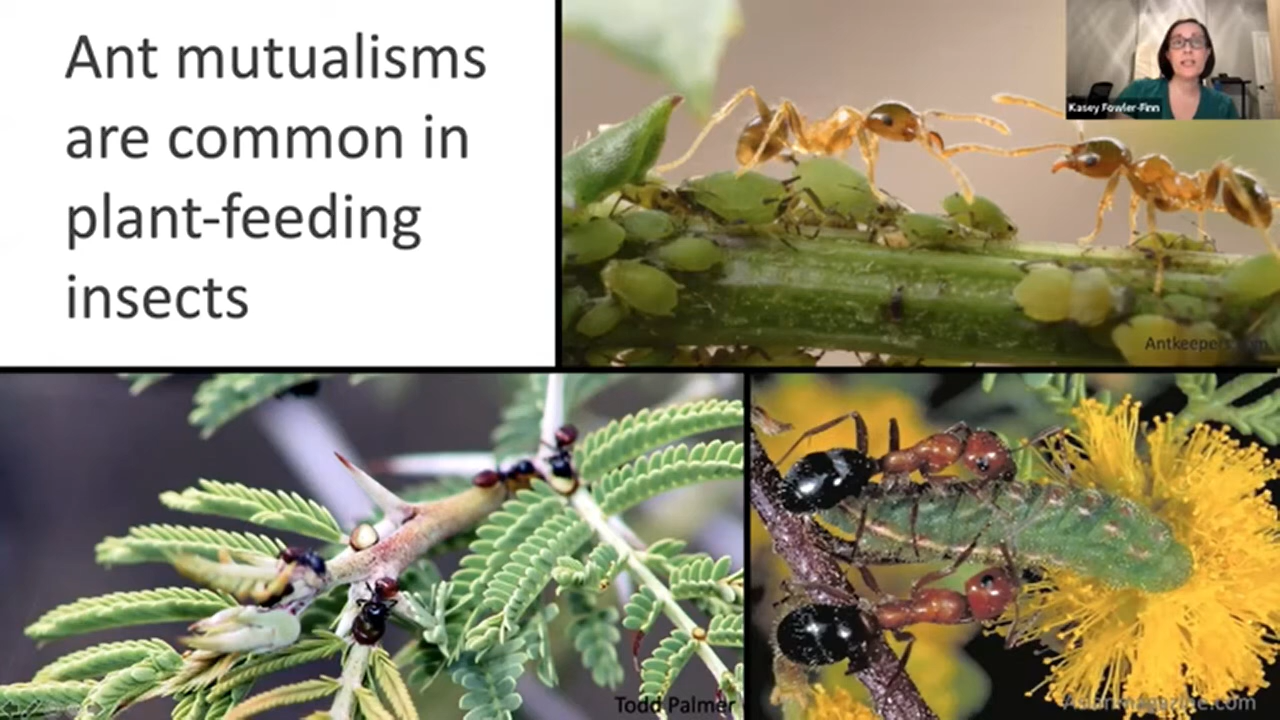 Ant mutualisms
are common in
plant-feeding
insects
Kasey Fowler-Finn
Todd Palmer